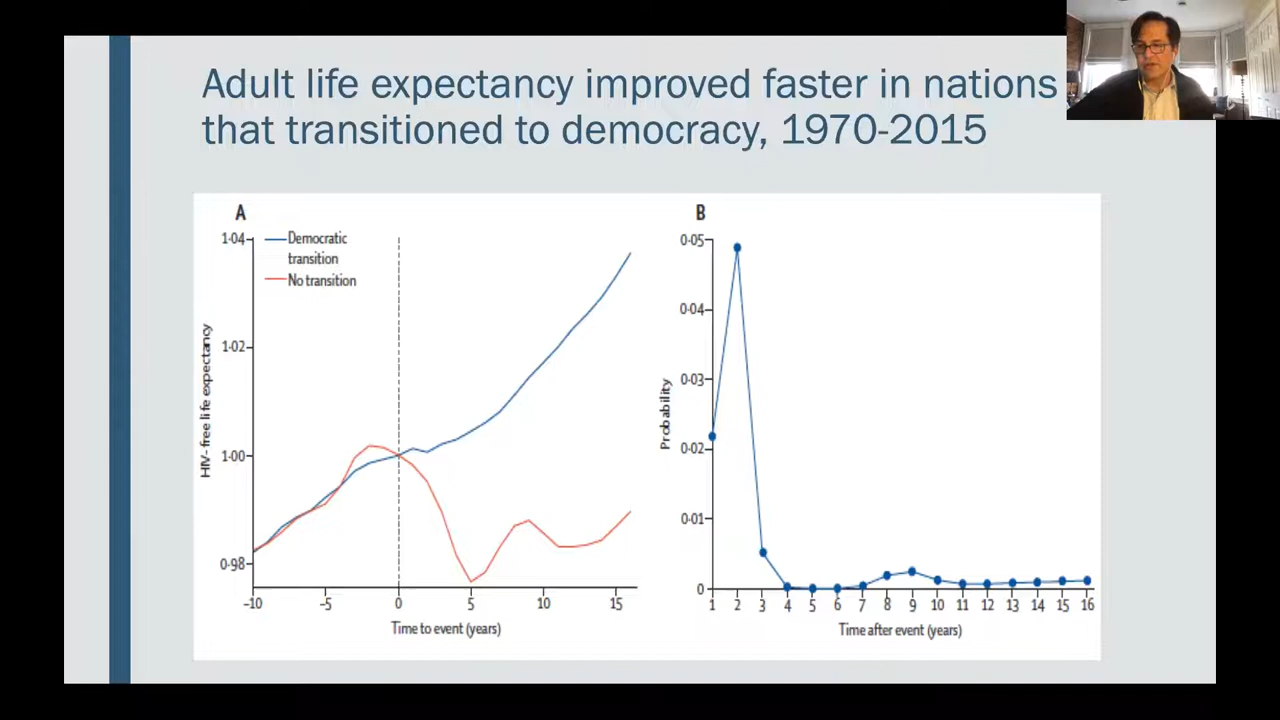 Adult life expectancy improved faster in nations
that transitioned to democracy, 1970-2015
A
1·04
1·02
1·00
0·98
HIV-free life expectancy
Democratic
transition
No transition
-10
-5
0
5
10
15
Time to event (years)
B
0·05
0·04
0·03
0·02
0·01
0
Probability
1
2
3
4
5
6
7
8
9
10
11
12
13
14
15
16
Time after event (years)